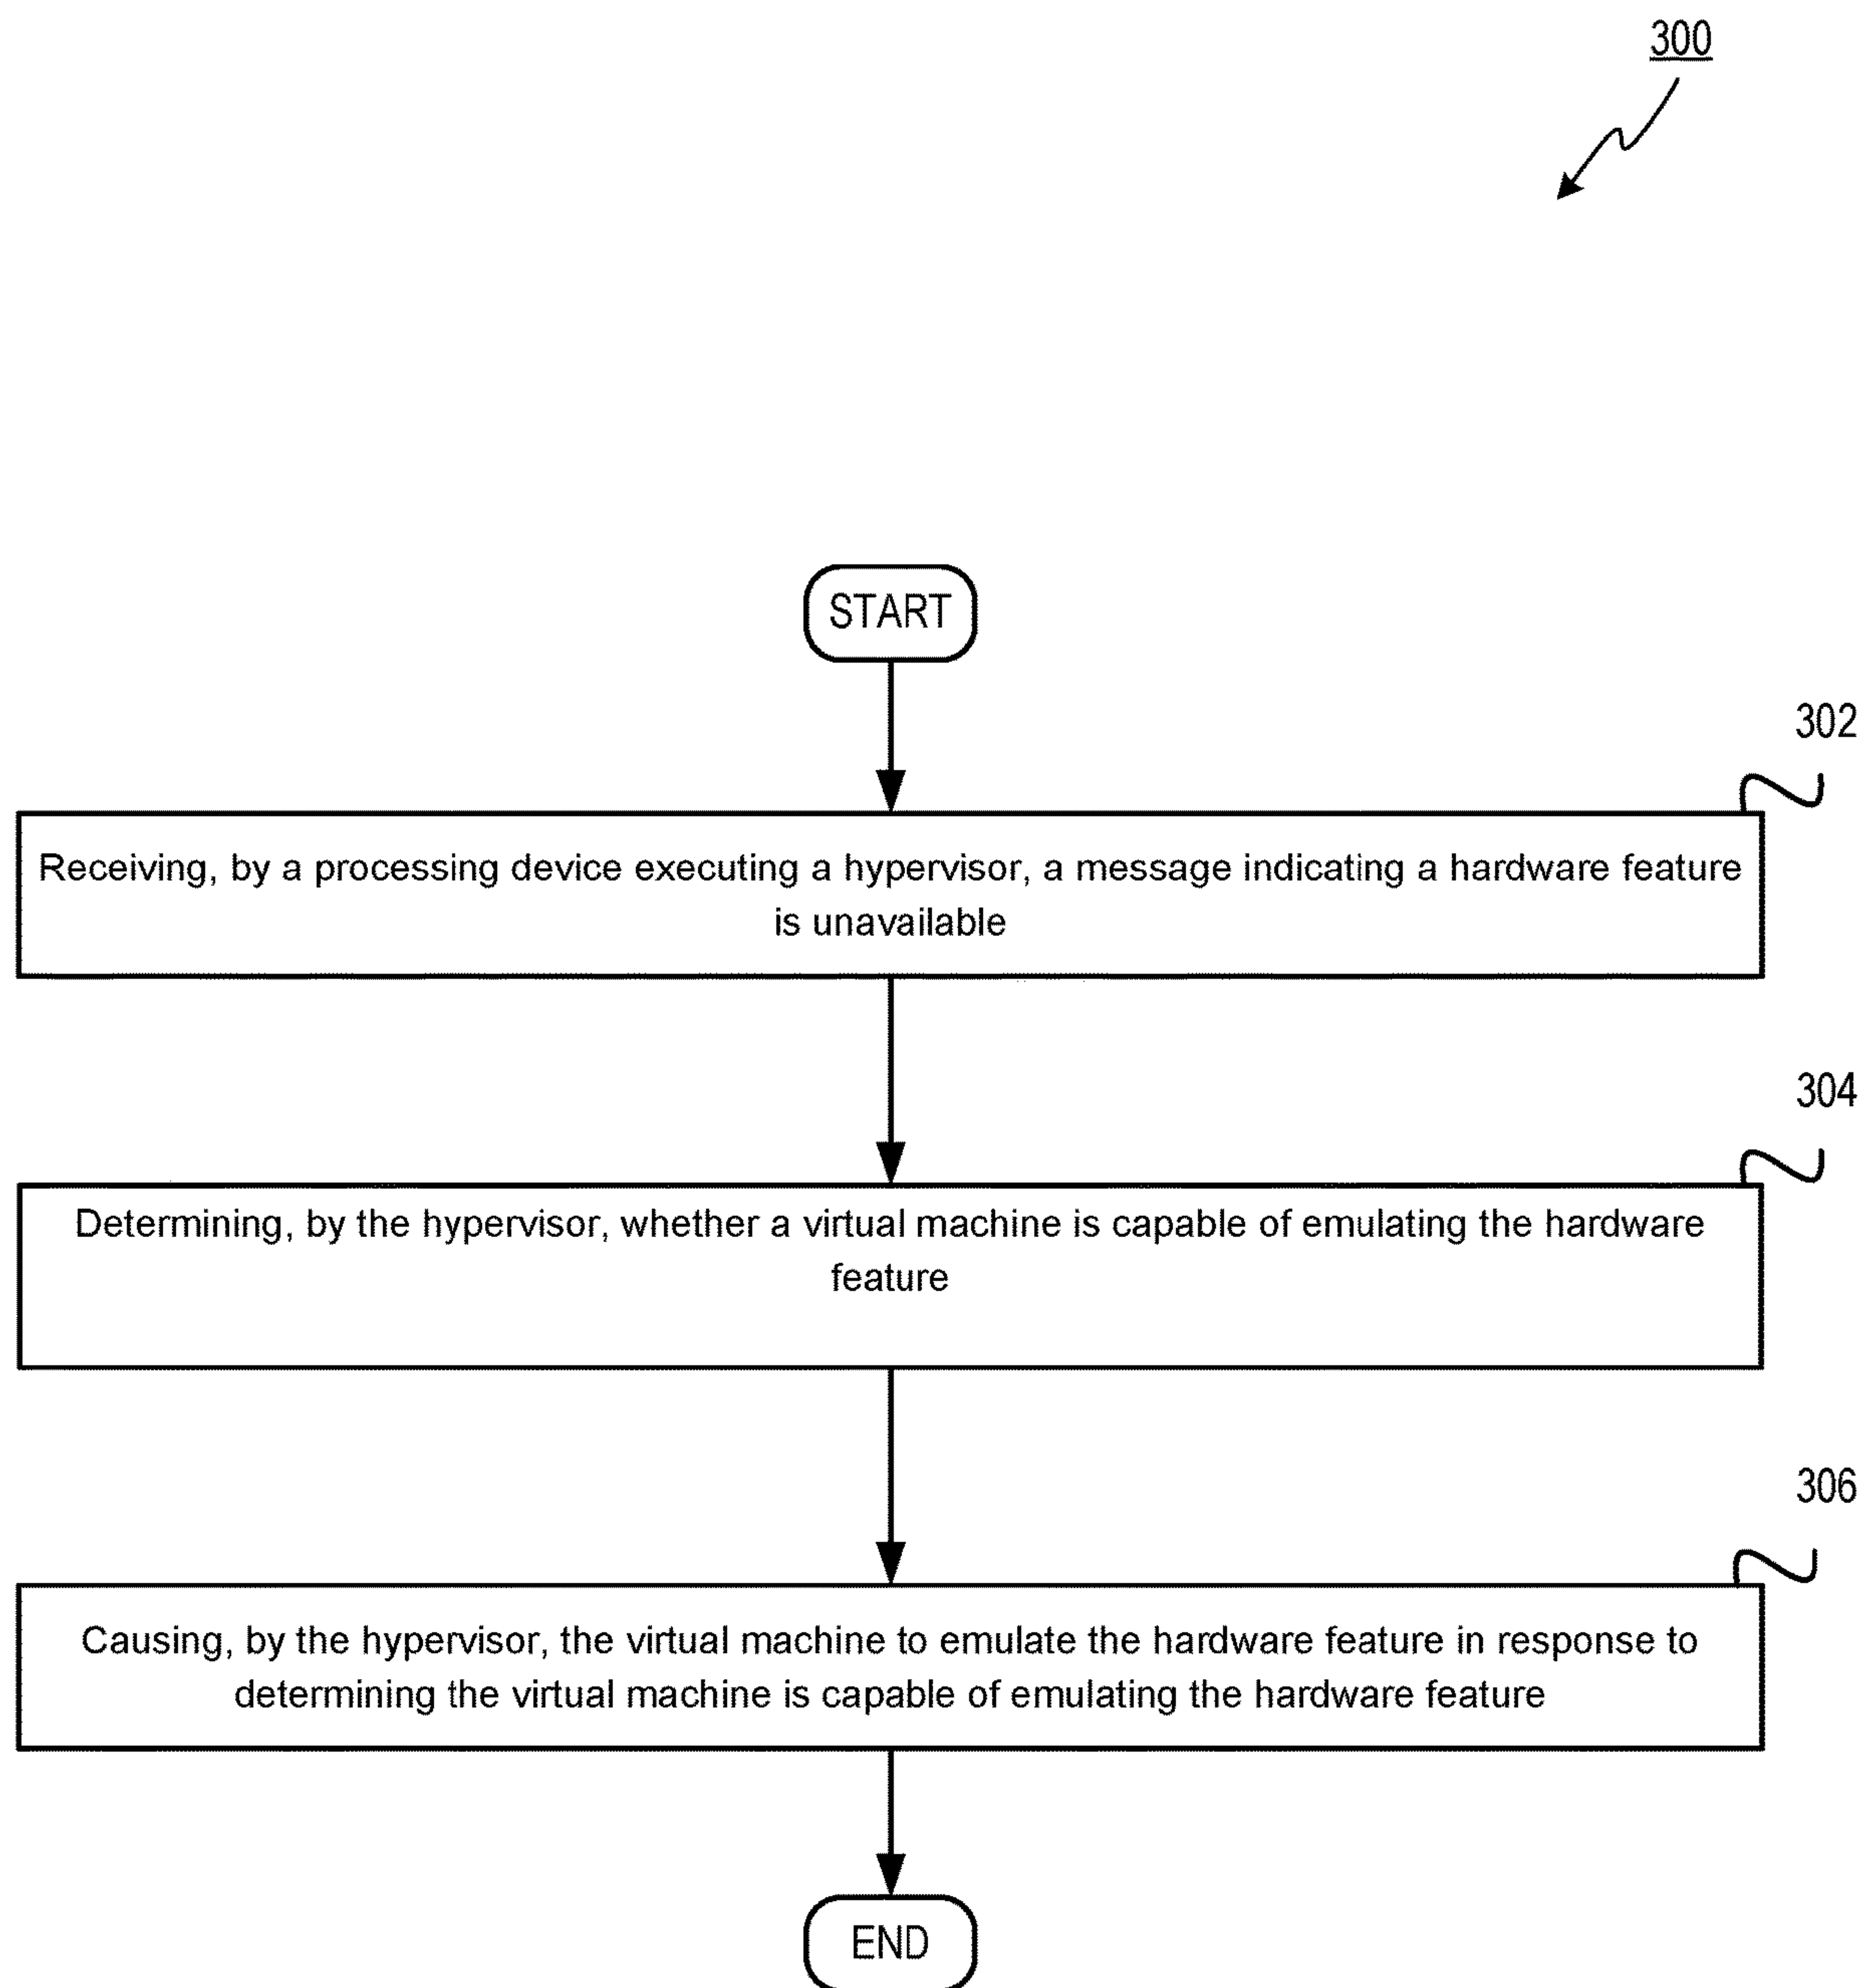 300
START
302
Receiving, by a processing device executing a hypervisor, a message indicating a hardware feature
is unavailable
304
Determining, by the hypervisor, whether a virtual machine is capable of emulating the hardware
feature
306
Causing, by the hypervisor, the virtual machine to emulate the hardware feature in response to
determining the virtual machine is capable of emulating the hardware feature
END